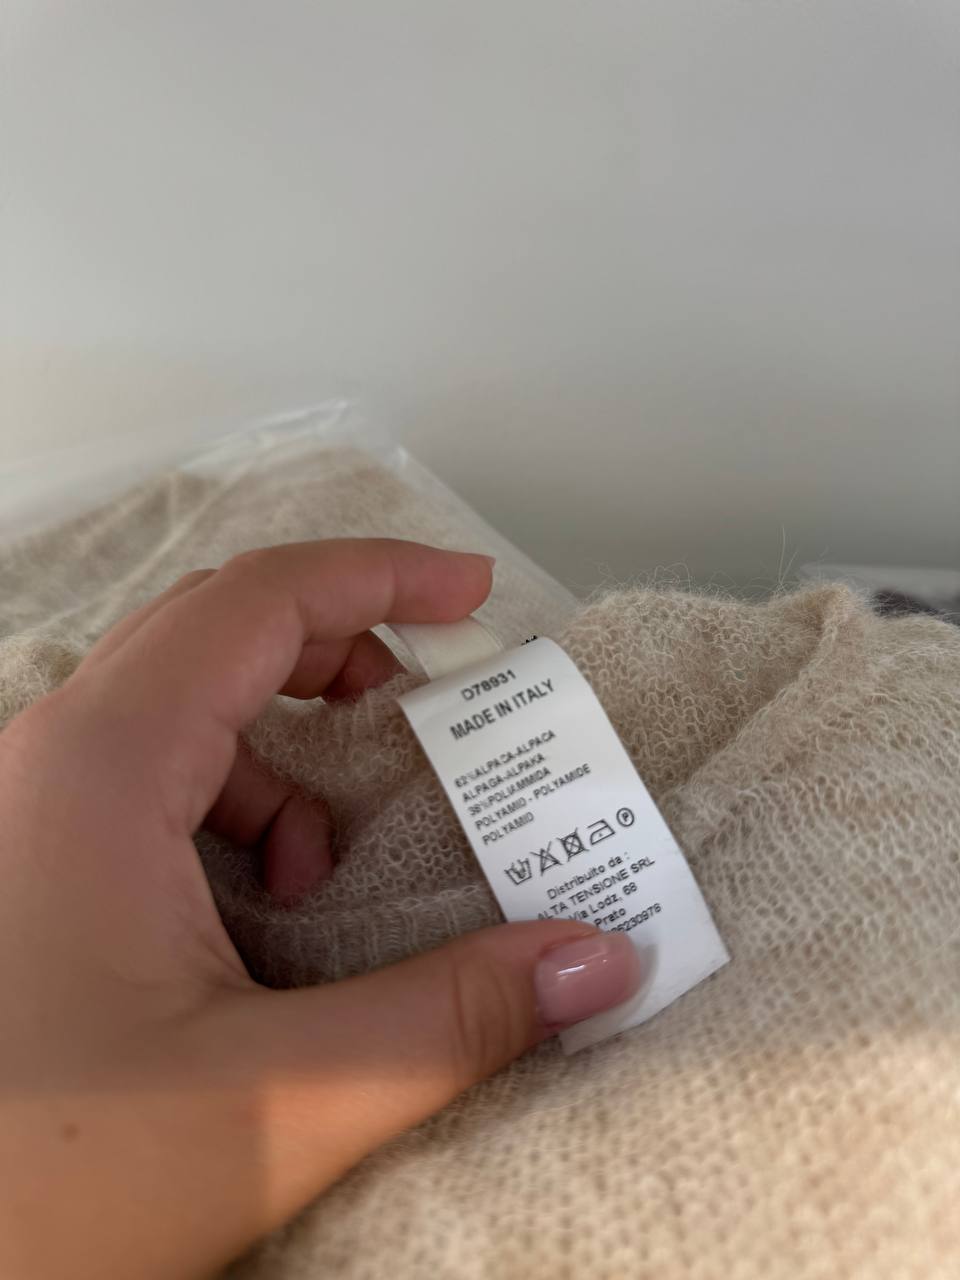 D78931
MADE IN ITALY
62%ALPACA-ALPACA
ALPAGA-ALPAKA
38%POLIAMMIDA
POLYAMID - POLYAMIDE
POLYAMID
P
Distribuito da :
ALTA TENSIONE SRL
Via Lodz, 68
Prato
6230978